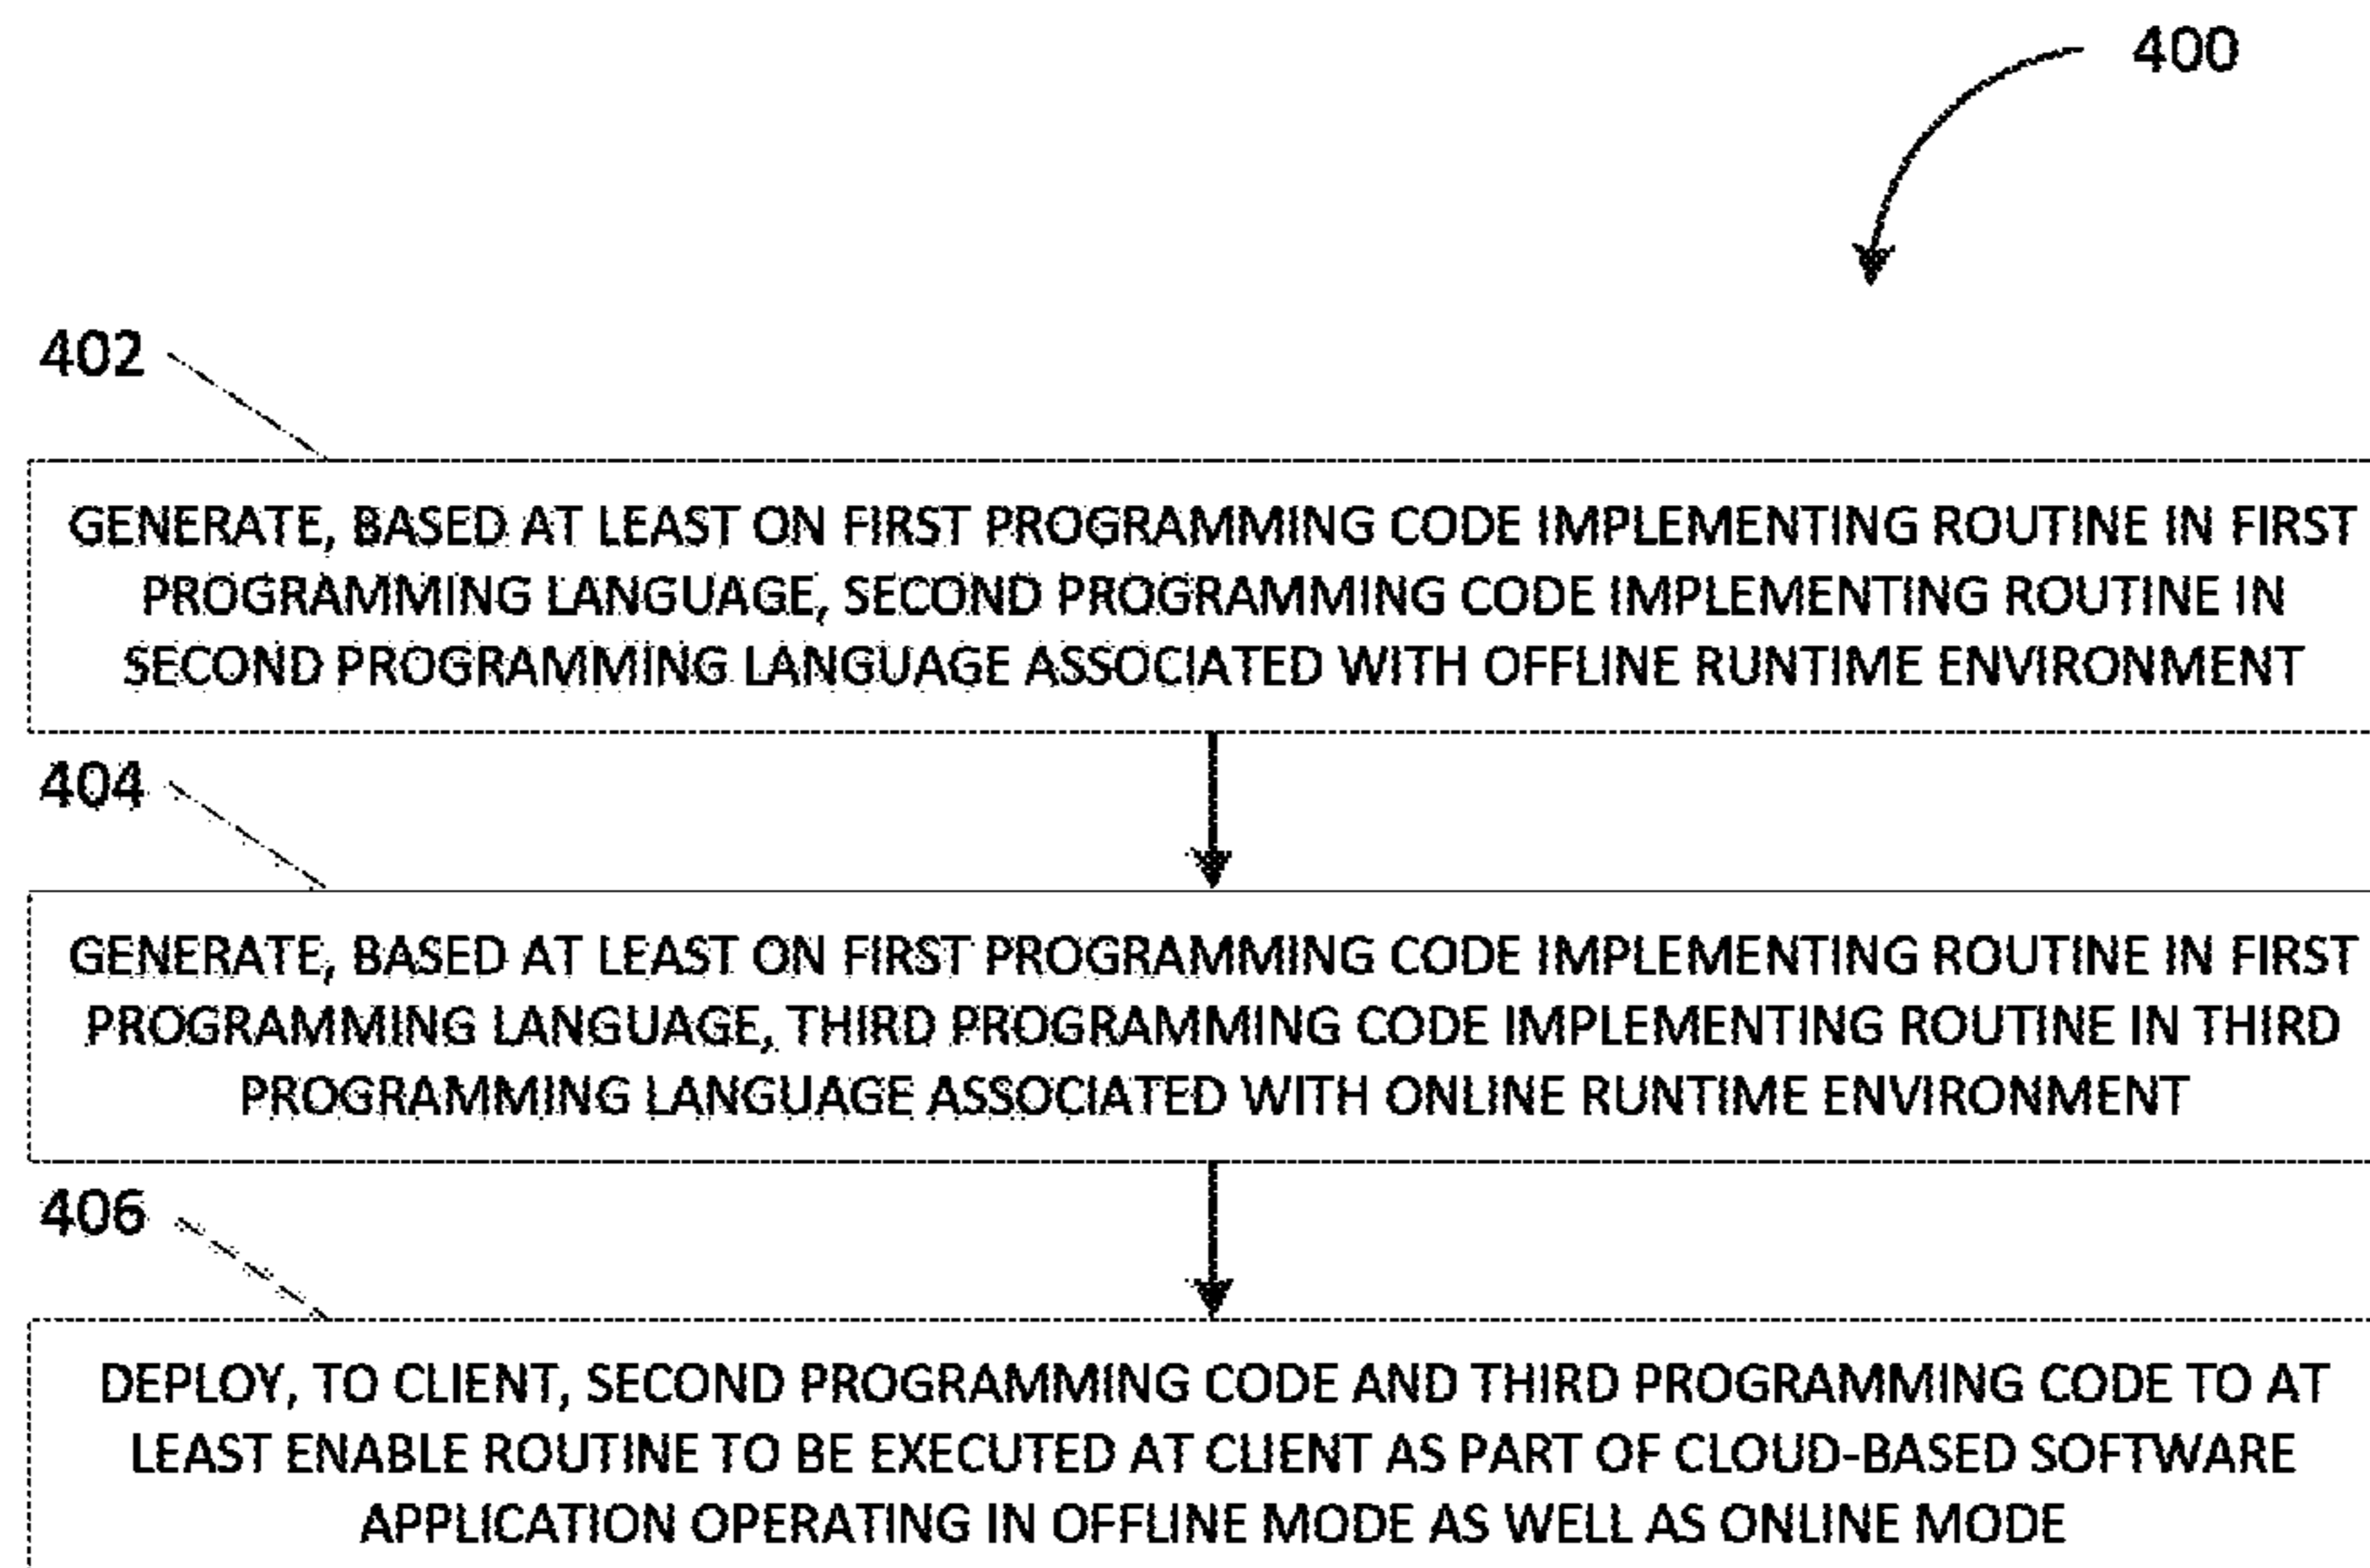 400
402
GENERATE, BASED AT LEAST ON FIRST PROGRAMMING CODE IMPLEMENTING ROUTINE IN FIRST
PROGRAMMING LANGUAGE, SECOND PROGRAMMING CODE IMPLEMENTING ROUTINE IN
SECOND PROGRAMMING LANGUAGE ASSOCIATED WITH OFFLINE RUNTIME ENVIRONMENT
404
GENERATE, BASED AT LEAST ON FIRST PROGRAMMING CODE IMPLEMENTING ROUTINE IN FIRST
PROGRAMMING LANGUAGE, THIRD PROGRAMMING CODE IMPLEMENTING ROUTINE IN THIRD
PROGRAMMING LANGUAGE ASSOCIATED WITH ONLINE RUNTIME ENVIRONMENT
406
DEPLOY, TO CLIENT, SECOND PROGRAMMING CODE AND THIRD PROGRAMMING CODE TO AT
LEAST ENABLE ROUTINE TO BE EXECUTED AT CLIENT AS PART OF CLOUD-BASED SOFTWARE
APPLICATION OPERATING IN OFFLINE MODE AS WELL AS ONLINE MODE